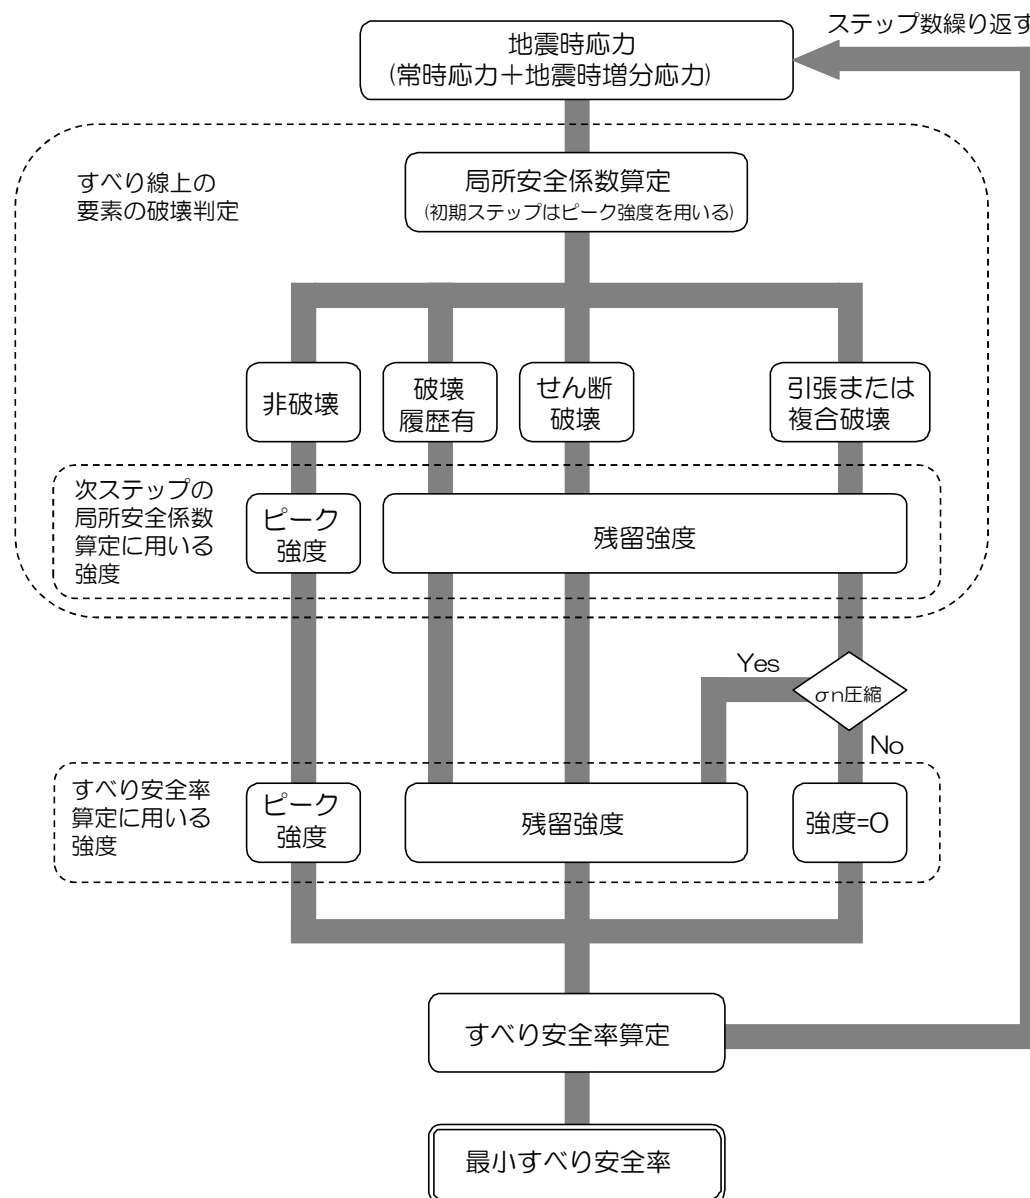 ステップ数繰り返す
地震時応力
(常時応力＋地震時増分応力)
すべり線上の
要素の破壊判定
局所安全係数算定
(初期ステップはピーク強度を用いる)
非破壊
破壊
履歴有
せん断
破壊
引張または
複合破壊
次ステップの
局所安全係数
算定に用いる
強度
ピーク
強度
残留強度
Yes
σn圧縮
No
すべり安全率
算定に用いる
強度
ピーク
強度
残留強度
強度=0
すべり安全率算定
最小すべり安全率